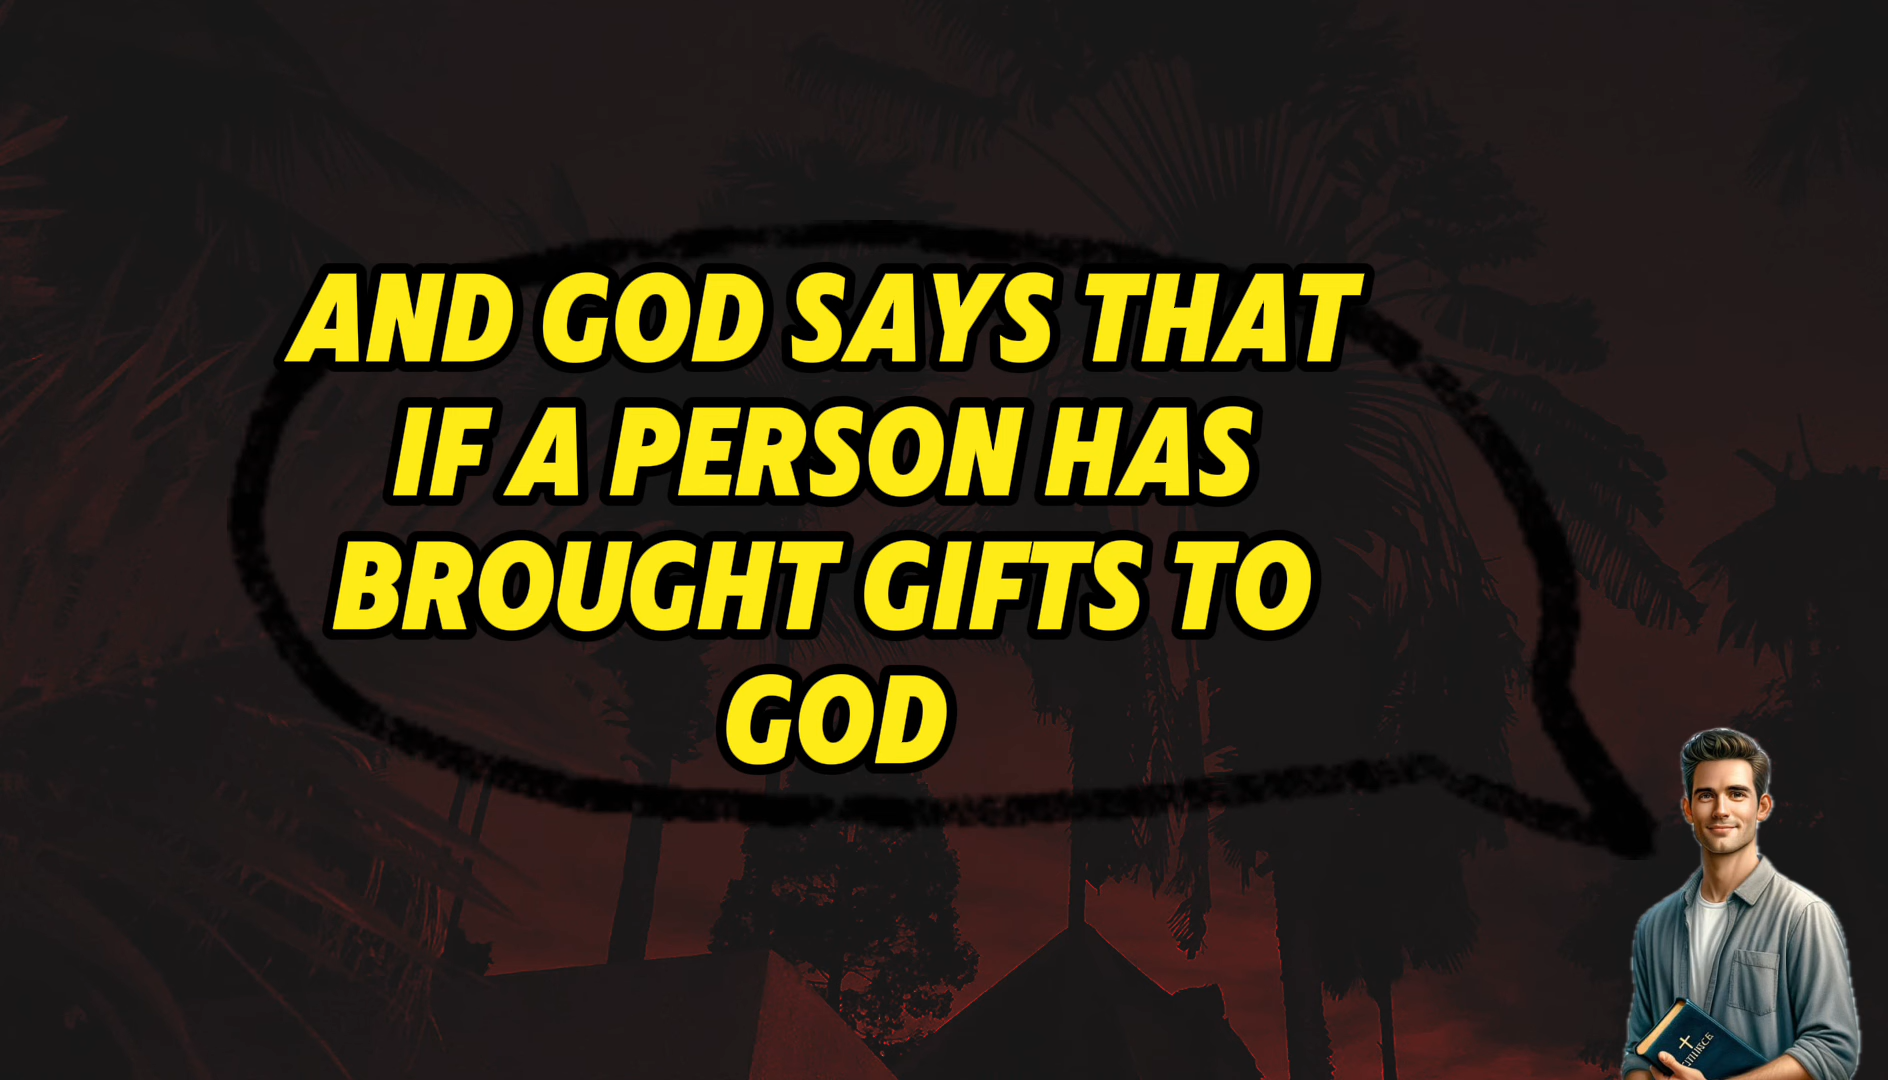 AND GOD SAYS THAT
IF A PERSON HAS
BROUGHT GIFTS TO
GOD